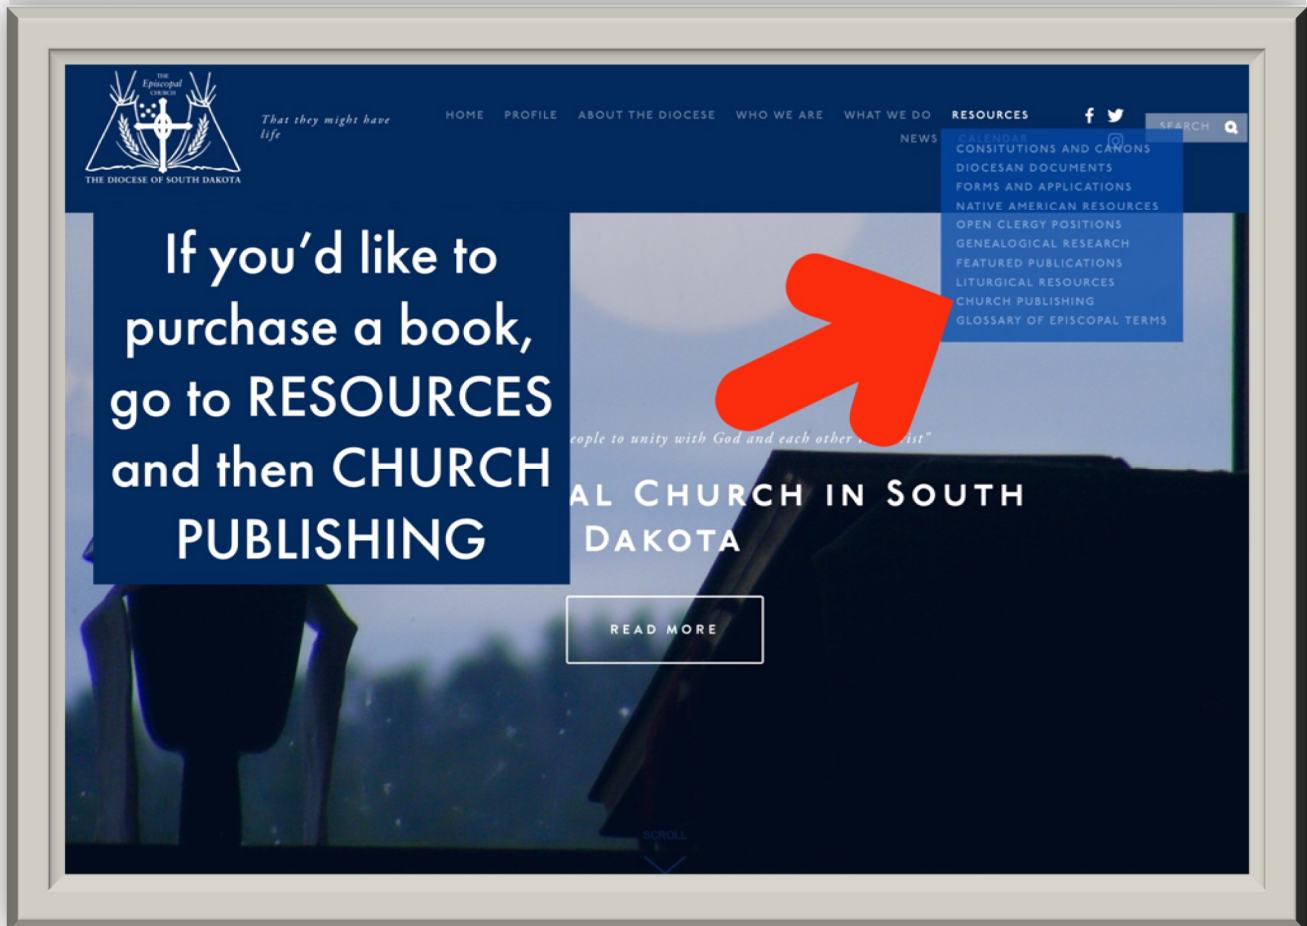 THE
Episcopal
CHURCH
THE DIOCESE OF SOUTH DAKOTA
That they might have
life
HOME PROFILE ABOUT THE DIOCESE WHO WE ARE WHAT WE DO RESOURCES
NEWS CALENDAR
SEARCH
CONSITUTIONS AND CANONS
DIOCESAN DOCUMENTS
FORMS AND APPLICATIONS
NATIVE AMERICAN RESOURCES
OPEN CLERGY POSITIONS
GENEALOGICAL RESEARCH
FEATURED PUBLICATIONS
LITURGICAL RESOURCES
CHURCH PUBLISHING
GLOSSARY OF EPISCOPAL TERMS
If you'd like to
purchase a book,
go to RESOURCES
and then CHURCH
PUBLISHING
to unity with God and each other
Church in South
Dakota
READ MORE
SCROLL